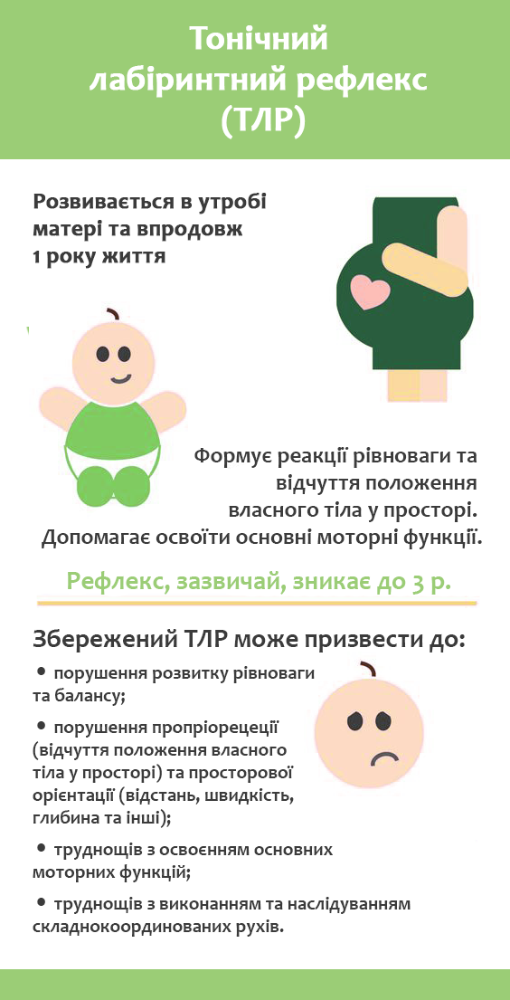 Тонічний
лабіринтний рефлекс
(ТЛР)
Розвивається в утробі
матері та впродовж
1 року життя
Формує реакції рівноваги та
відчуття положення
власного тіла у просторі.
Допомагає освоїти основні моторні функції.
Рефлекс, зазвичай, зникає до 3 р.
Збережений ТЛР може призвести до:
• порушення розвитку рівноваги
та балансу;
• порушення пропріорецеції
(відчуття положення власного
тіла у просторі) та просторової
орієнтації (відстань, швидкість,
глибина та інші);
• труднощів з освоєнням основних
моторних функцій;
• труднощів з виконанням та наслідуванням
складнокоординованих рухів.